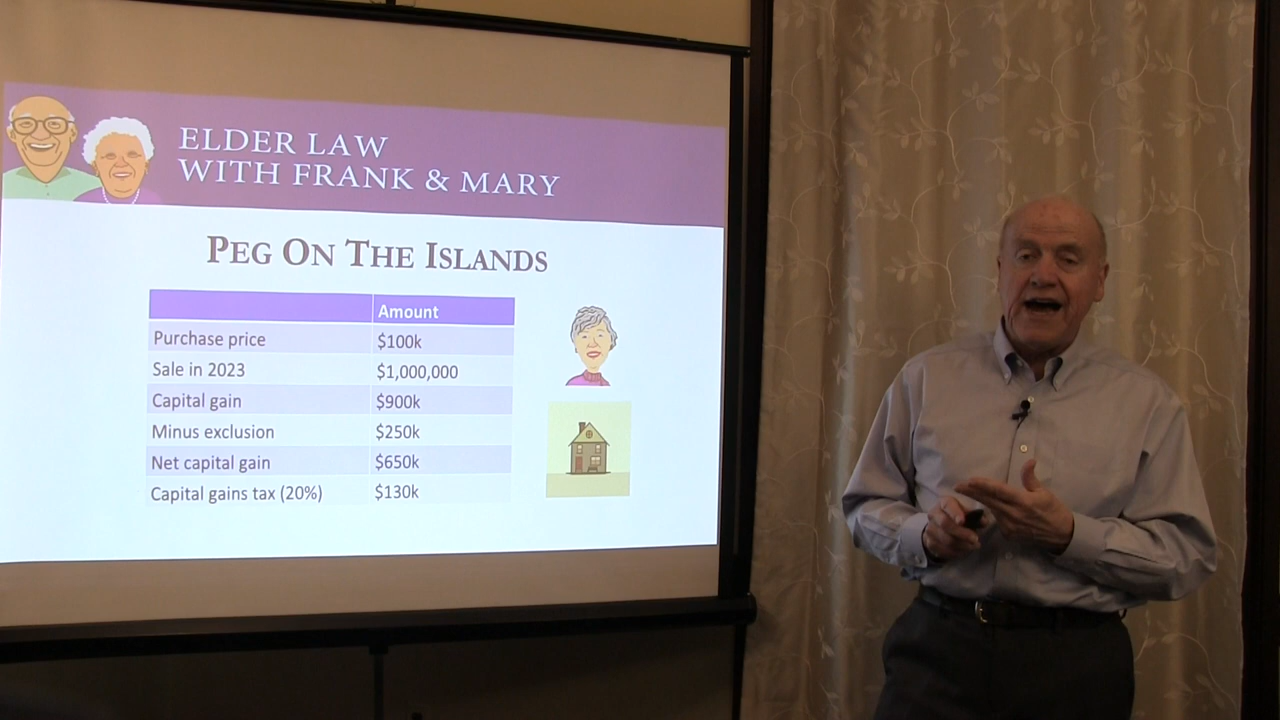 ELDER LAW
WITH FRANK & MARY
PEG ON THE ISLANDS
Amount
Purchase price $100k
Sale in 2023 $1,000,000
Capital gain $900k
Minus exclusion $250k
Net capital gain $650k
Capital gains tax (20%) $130k